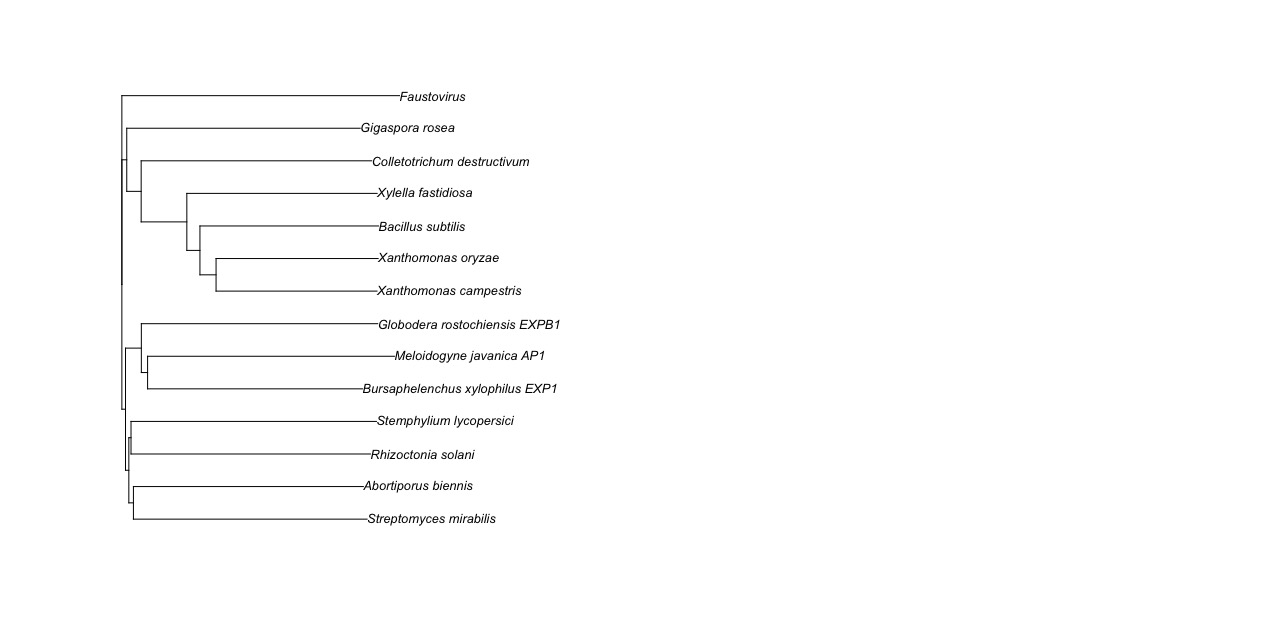 Faustovirus
Gigaspora rosea
Colletotrichum destructivum
Xylella fastidiosa
Bacillus subtilis
Xanthomonas oryzae
Xanthomonas campestris
Globodera rostochiensis EXPB1
Meloidogyne javanica AP1
Bursaphelenchus xylophilus EXP1
Stemphylium lycopersici
Rhizoctonia solani
Abortiporus biennis
Streptomyces mirabilis